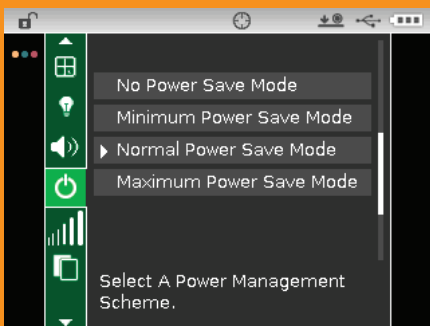 No Power Save Mode
Minimum Power Save Mode
Normal Power Save Mode
Maximum Power Save Mode
Select A Power Management
Scheme.